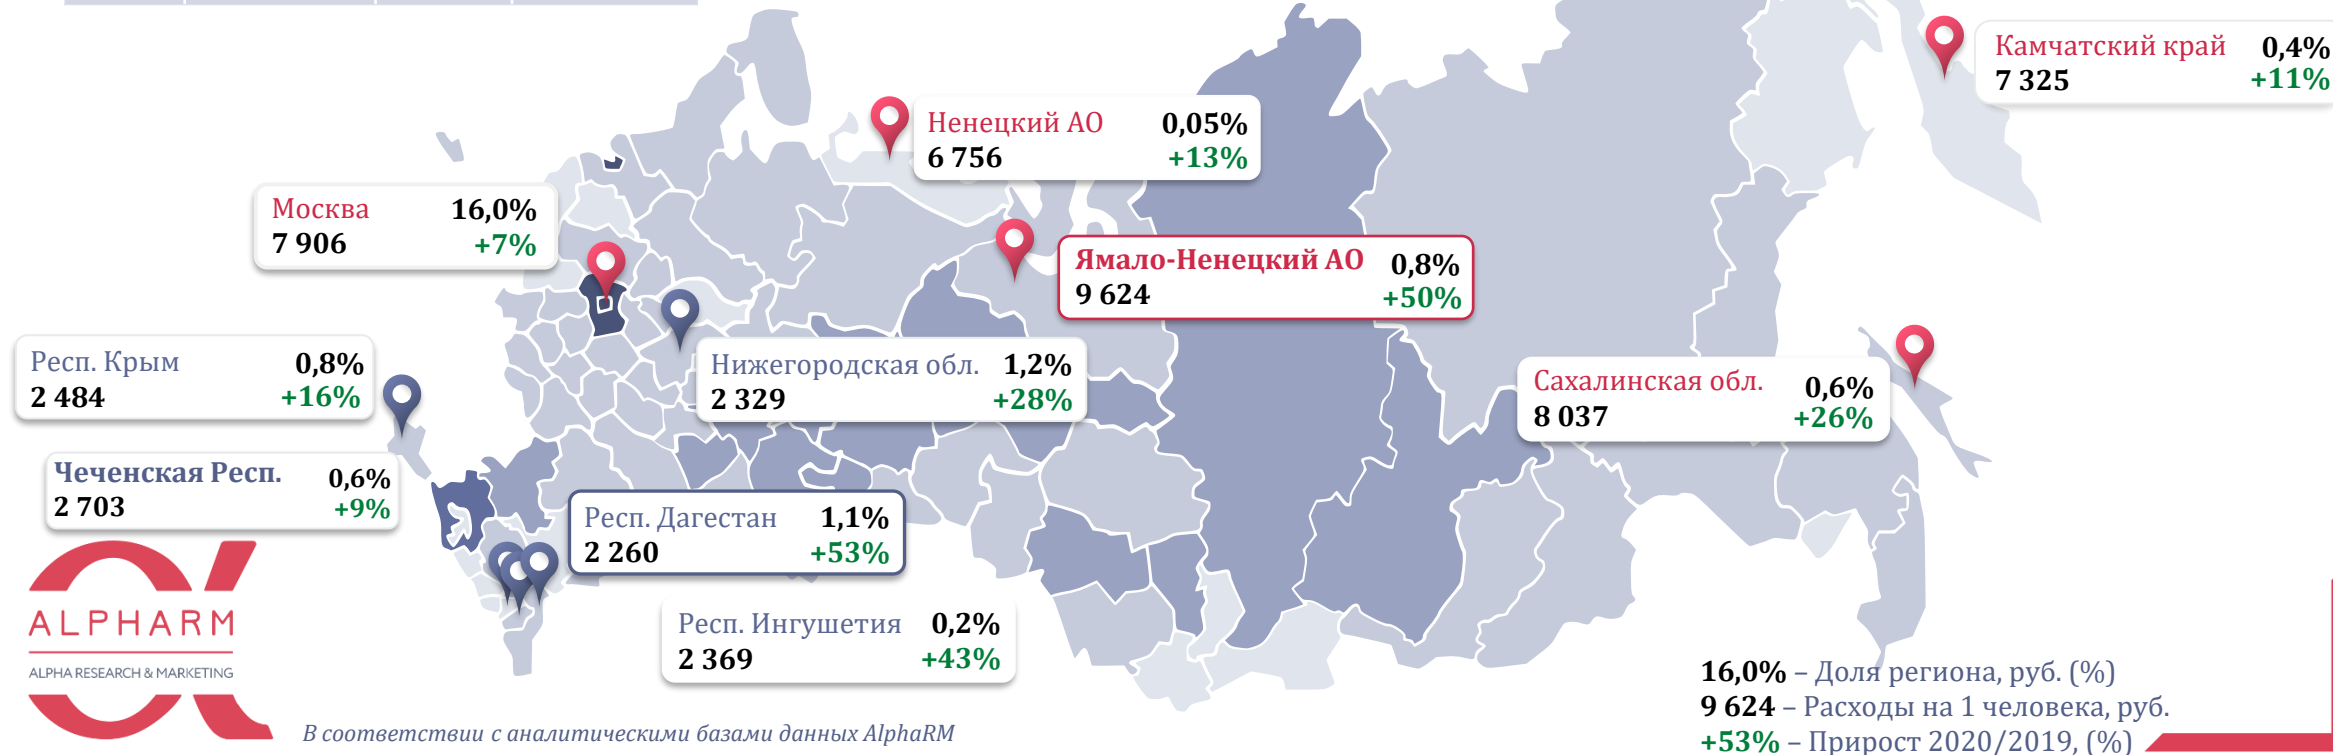 Камчатский край 0,4%
7 325 +11%
Ненецкий АО 0,05%
6 756 +13%
Москва 16,0%
7 906 +7%
Ямало-Ненецкий АО 0,8%
9 624 +50%
Респ. Крым 0,8%
2 484 +16%
Нижегородская обл. 1,2%
2 329 +28%
Сахалинская обл. 0,6%
8 037 +26%
Чеченская Респ. 0,6%
2 703 +9%
Респ. Дагестан 1,1%
2 260 +53%
Респ. Ингушетия 0,2%
2 369 +43%
ALPHARM
ALPHA RESEARCH & MARKETING
16,0% – Доля региона, руб. (%)
9 624 – Расходы на 1 человека, руб.
+53% – Прирост 2020/2019, (%)
В соответствии с аналитическими базами данных AlphaRM